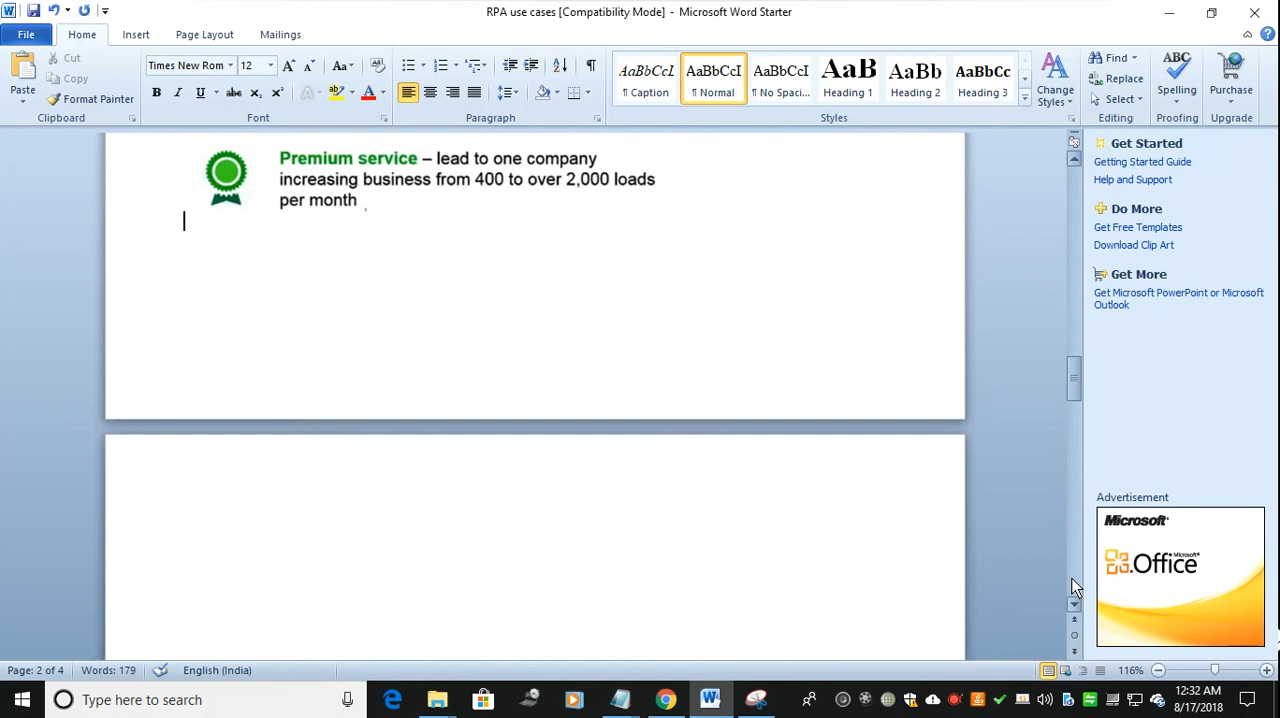 RPA use cases [Compatibility Mode] - Microsoft Word Starter
File Home Insert Page Layout Mailings
Paste
Cut
Copy
Format Painter
Times New Rom 12
AaBbCcI AaBbCcI AaBbCcI AaB AaBb AaBbCc
¶ Caption ¶ Normal ¶ No Spaci... Heading 1 Heading 2 Heading 3
Change Styles
Find
Replace
Select
Spelling
Purchase
Clipboard Font Paragraph Styles Editing Proofing Upgrade
Premium service – lead to one company
increasing business from 400 to over 2,000 loads
per month
Get Started
Getting Started Guide
Help and Support
Do More
Get Free Templates
Download Clip Art
Get More
Get Microsoft PowerPoint or Microsoft
Outlook
Advertisement
Microsoft
Microsoft
Office
Page: 2 of 4 Words: 179 English (India) 116%
Type here to search
12:32 AM
8/17/2018